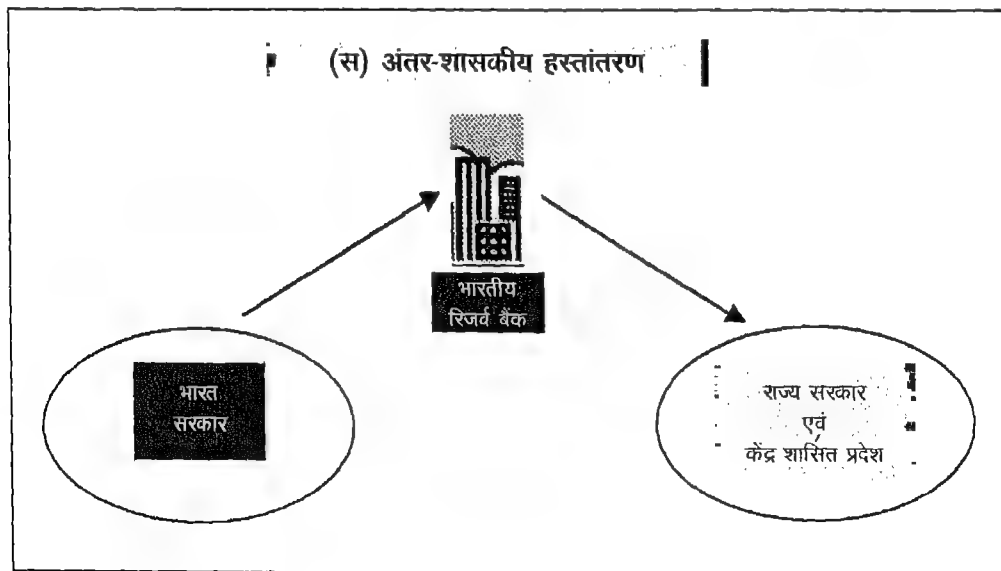 (स) अंतर-शासकीय हस्तांतरण
भारतीय
रिजर्व बैंक
भारत
सरकार
राज्य सरकार
एवं
केंद्र शासित प्रदेश